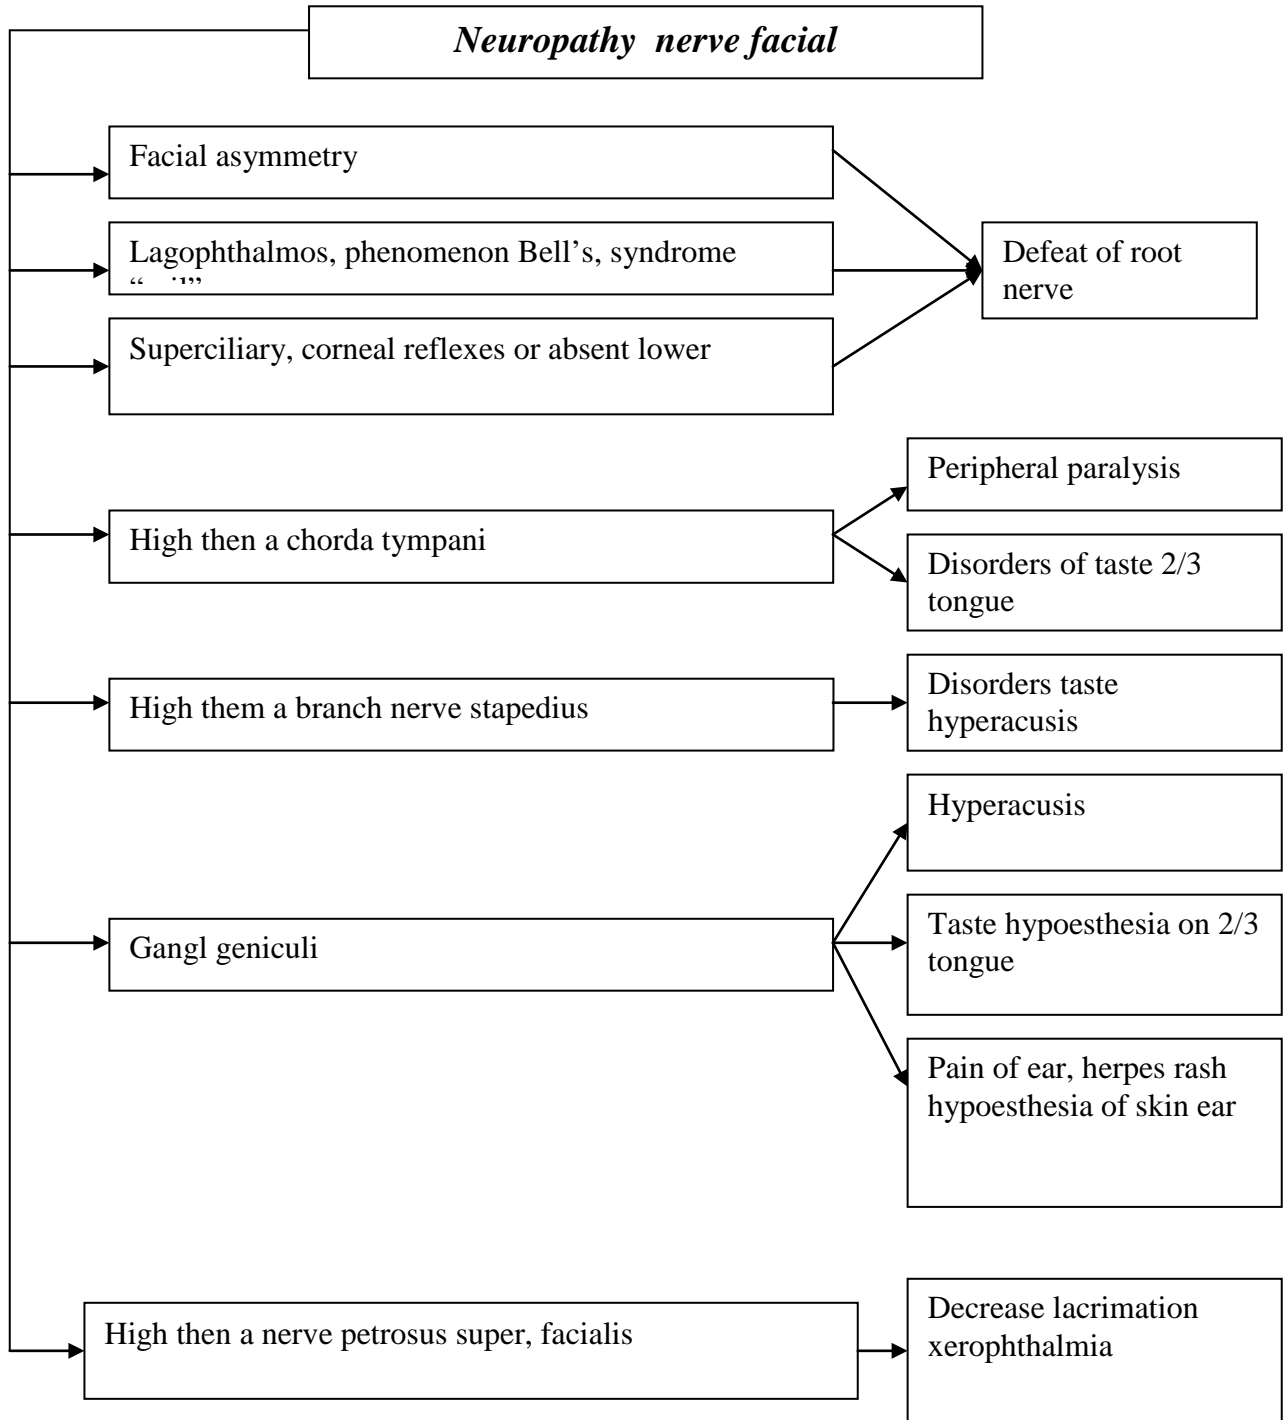 Neuropathy nerve facial
Facial asymmetry
Lagophthalmos, phenomenon Bell's, syndrome
Defeat of root
nerve
Superciliary, corneal reflexes or absent lower
Peripheral paralysis
High then a chorda tympani
Disorders of taste 2/3
tongue
High them a branch nerve stapedius
Disorders taste
hyperacusis
Hyperacusis
Gangl geniculi
Taste hypoesthesia on 2/3
tongue
Pain of ear, herpes rash
hypoesthesia of skin ear
High then a nerve petrosus super, facialis
Decrease lacrimation
xerophthalmia